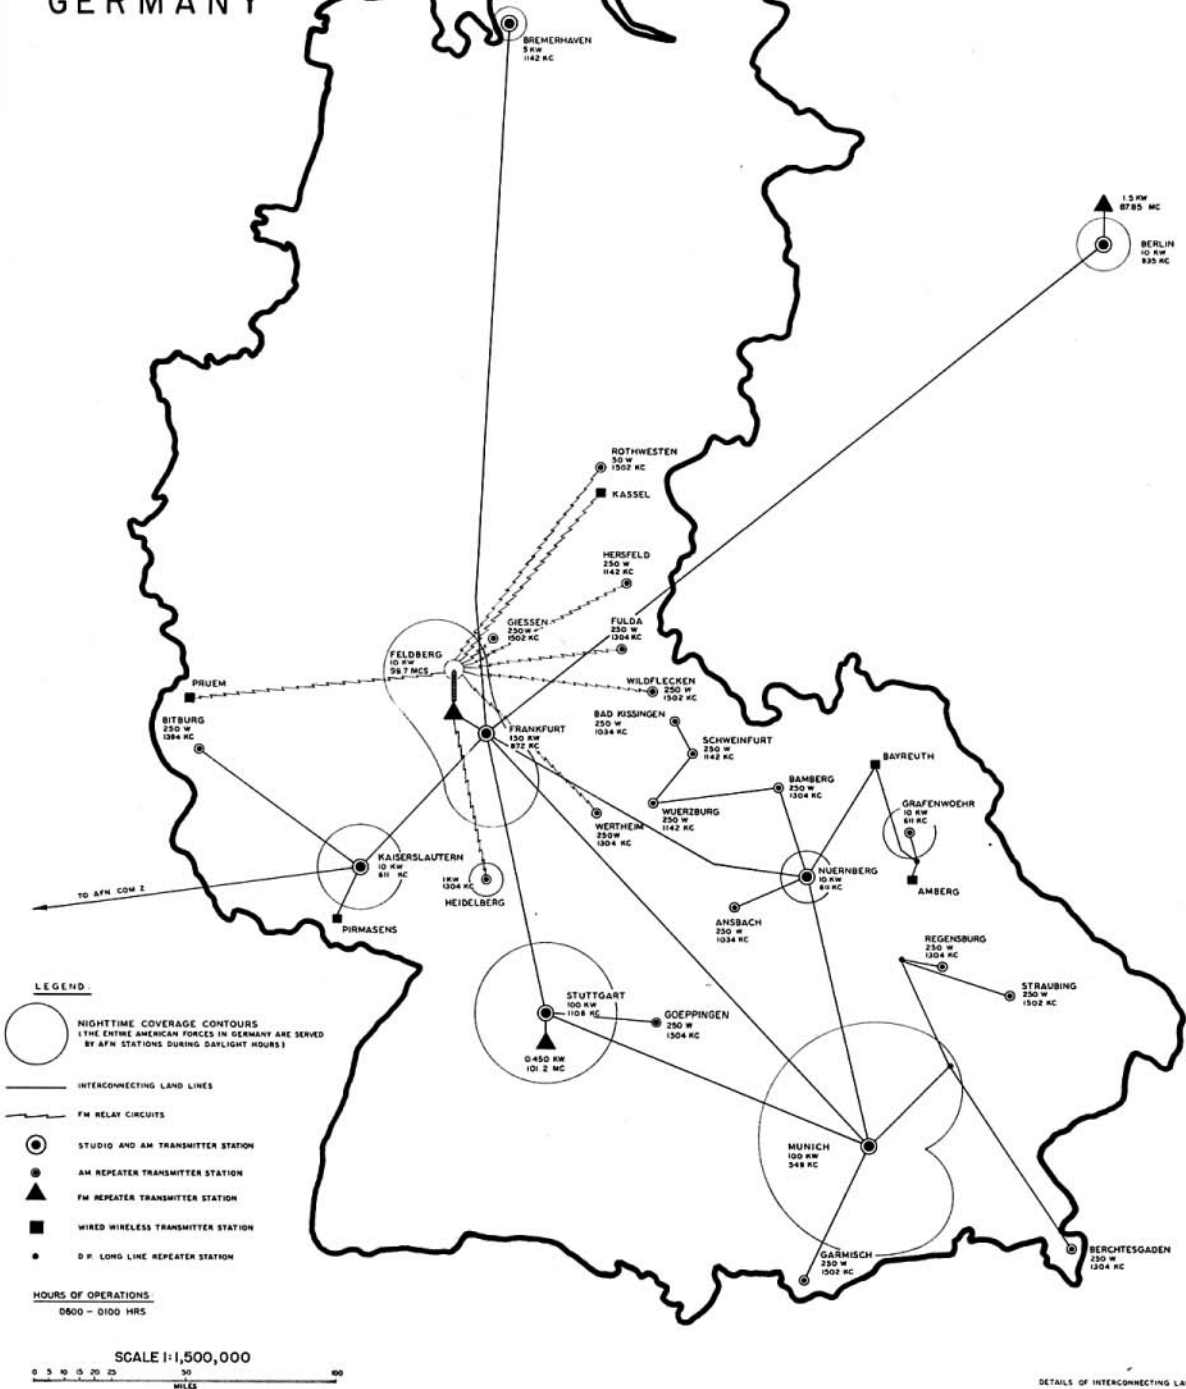 GERMANY
BREMERHAVEN
5 KW
1142 KC
1.5 KW
87.85 MC
BERLIN
10 KW
935 KC
ROTHWESTEN
50 W
1502 KC
KASSEL
HERSFELD
250 W
1142 KC
GIESSEN
250 W
1502 KC
FULDA
250 W
1304 KC
FELDBERG
10 KW
98.7 MCS
PRUEM
WILDFLECKEN
250 W
1502 KC
BITBURG
250 W
1394 KC
BAD KISSINGEN
250 W
1034 KC
FRANKFURT
150 KW
872 KC
SCHWEINFURT
250 W
1142 KC
BAYREUTH
BAMBERG
250 W
1304 KC
GRAFENWOEHR
10 KW
611 KC
WUERZBURG
250 W
1142 KC
WERTHEIM
250W
1304 KC
KAISERSLAUTERN
10 KW
611 KC
TO AFN COM Z
1KW
1304 KC
HEIDELBERG
NUERNBERG
10 KW
611 KC
AMBERG
PIRMASENS
ANSBACH
250 W
1034 KC
REGENSBURG
250 W
1304 KC
STRAUBING
250 W
1502 KC
STUTTGART
100 KW
1106 KC
GOEPPINGEN
250 W
1304 KC
0.450 KW
101.2 MC
MUNICH
100 KW
548 KC
GARMISCH
250 W
1502 KC
BERCHTESGADEN
250 W
1304 KC
LEGEND:
NIGHTTIME COVERAGE CONTOURS
(THE ENTIRE AMERICAN FORCES IN GERMANY ARE SERVED
BY AFN STATIONS DURING DAYLIGHT HOURS)
INTERCONNECTING LAND LINES
FM RELAY CIRCUITS
STUDIO AND AM TRANSMITTER STATION
AM REPEATER TRANSMITTER STATION
FM REPEATER TRANSMITTER STATION
WIRED WIRELESS TRANSMITTER STATION
D.P. LONG LINE REPEATER STATION
HOURS OF OPERATIONS:
0600 - 0100 HRS
SCALE 1:1,500,000
0 5 10 15 20 25 50 100
MILES
DETAILS OF INTERCONNECTING LA